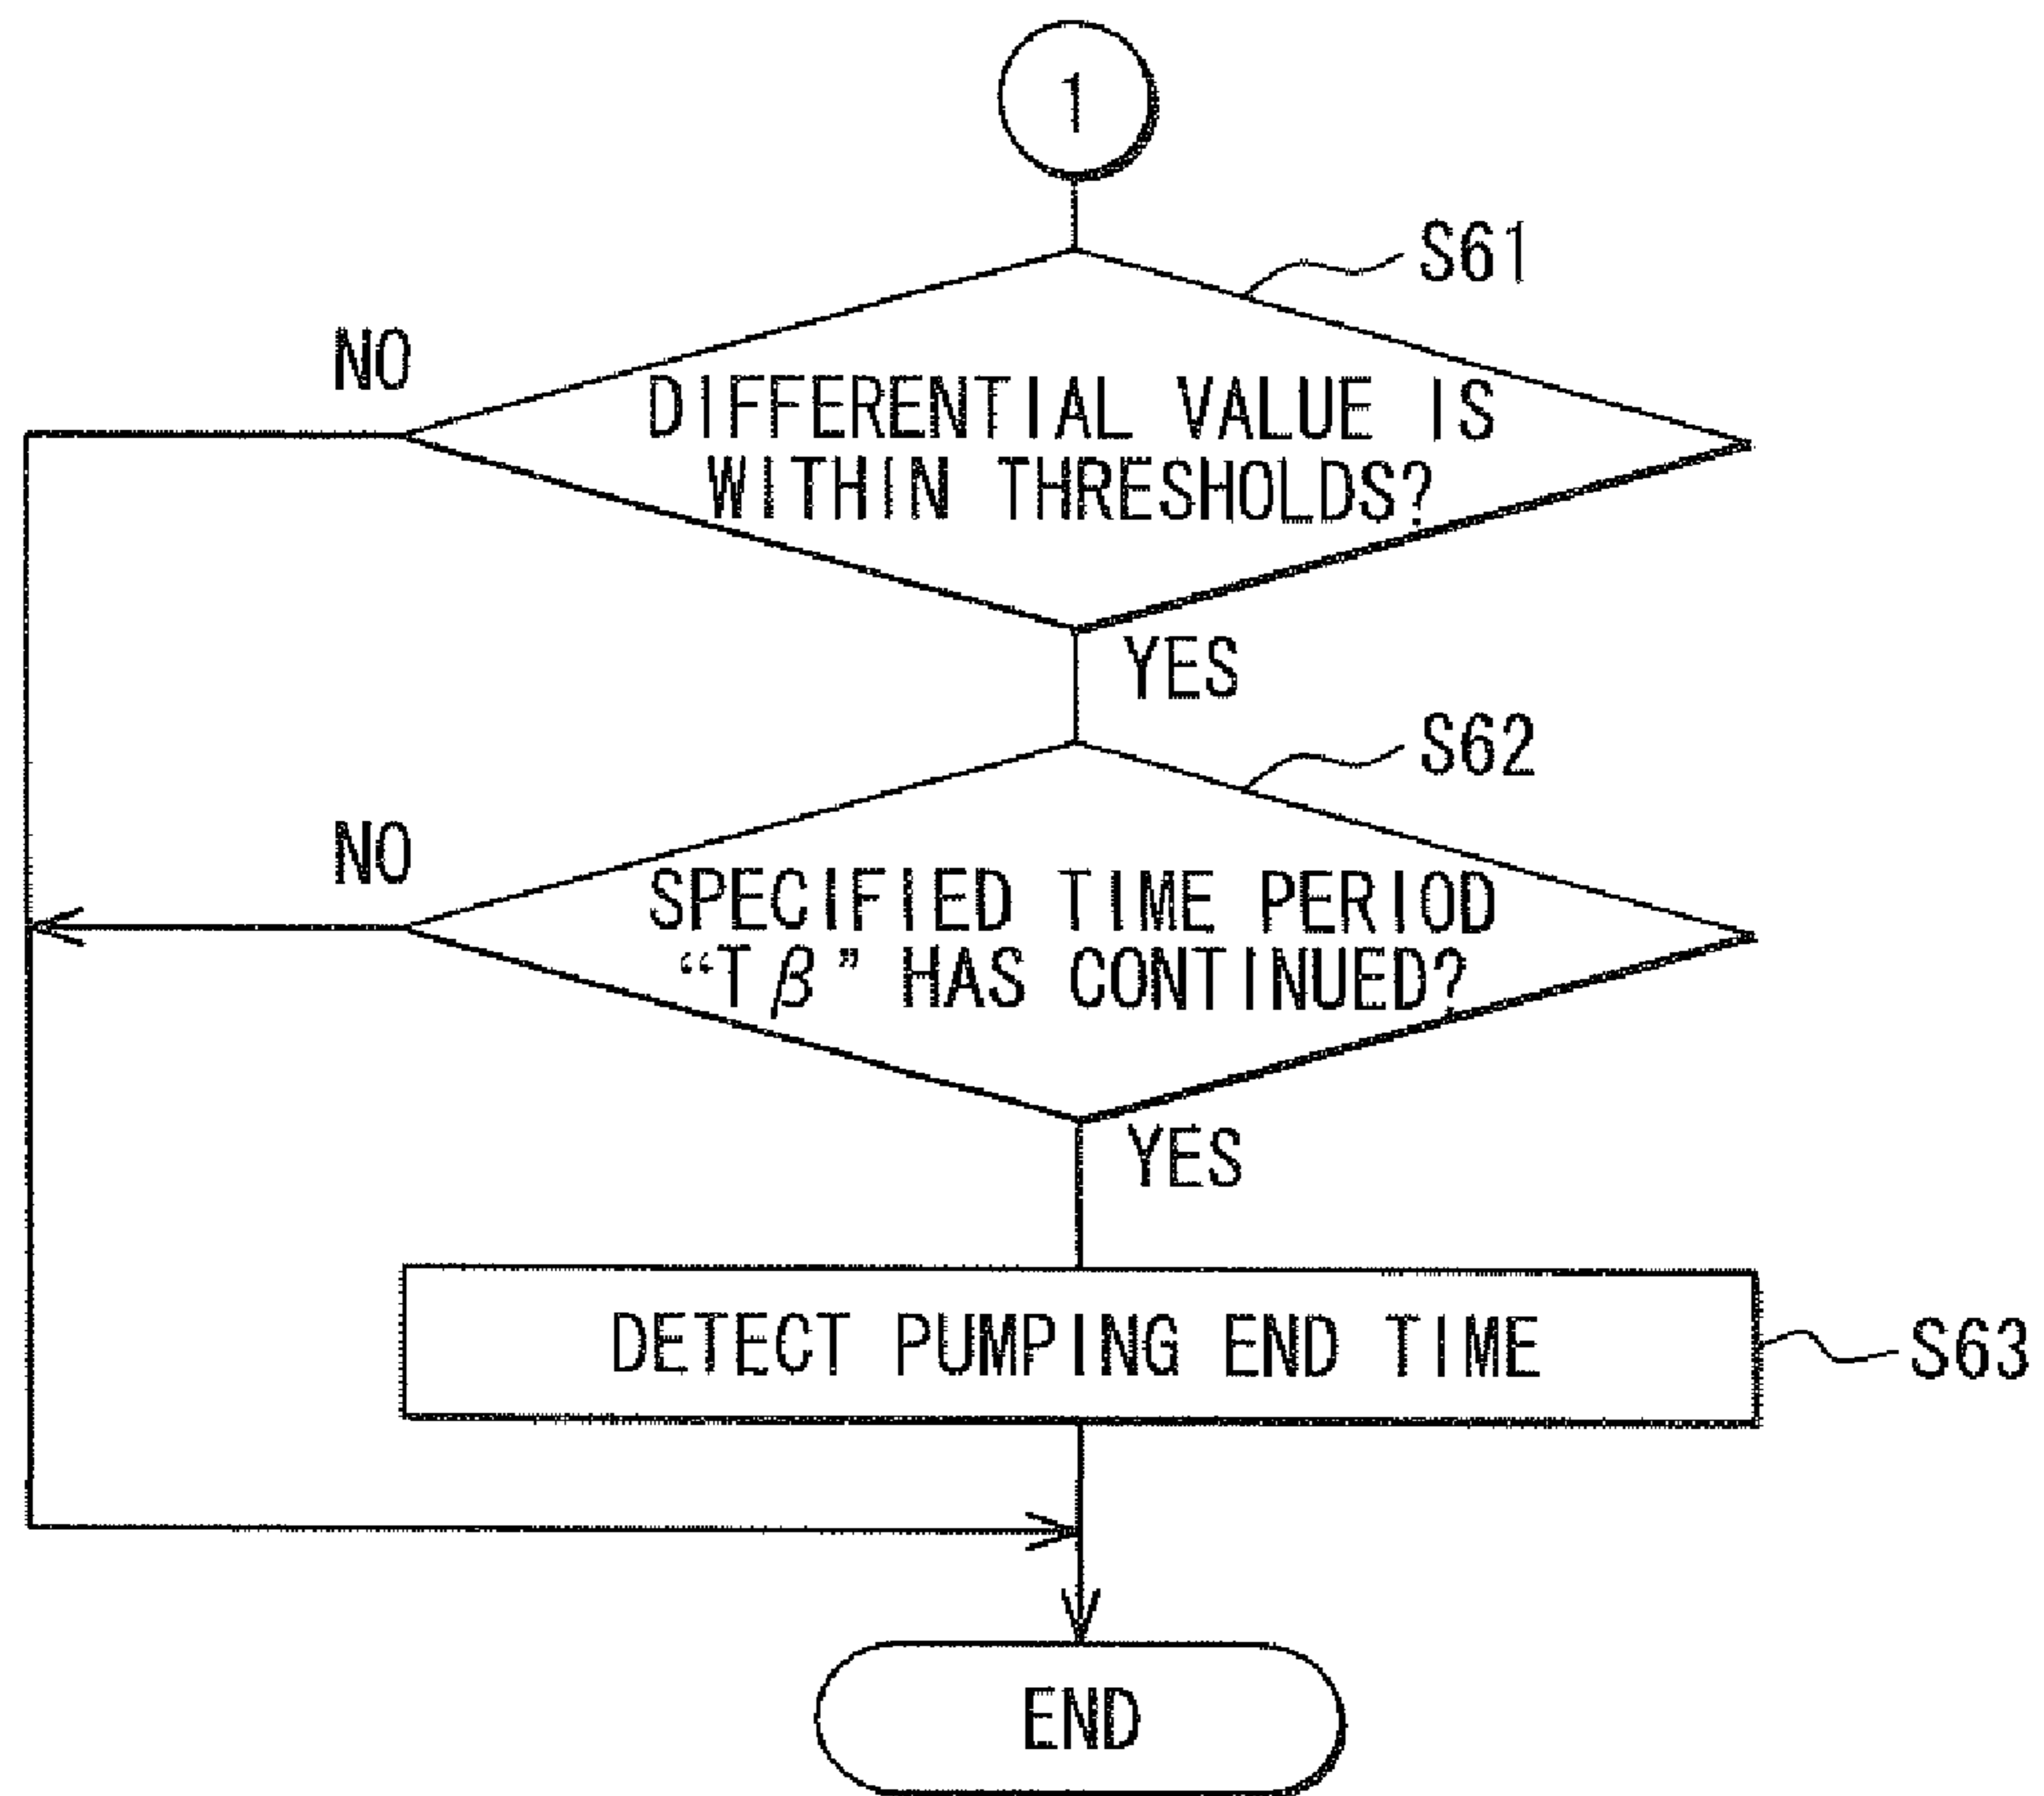 1
S61
NO
DIFFERENTIAL VALUE IS
WITHIN THRESHOLDS?
YES
S62
NO
SPECIFIED TIME PERIOD
“Tβ” HAS CONTINUED?
YES
DETECT PUMPING END TIME
S63
END